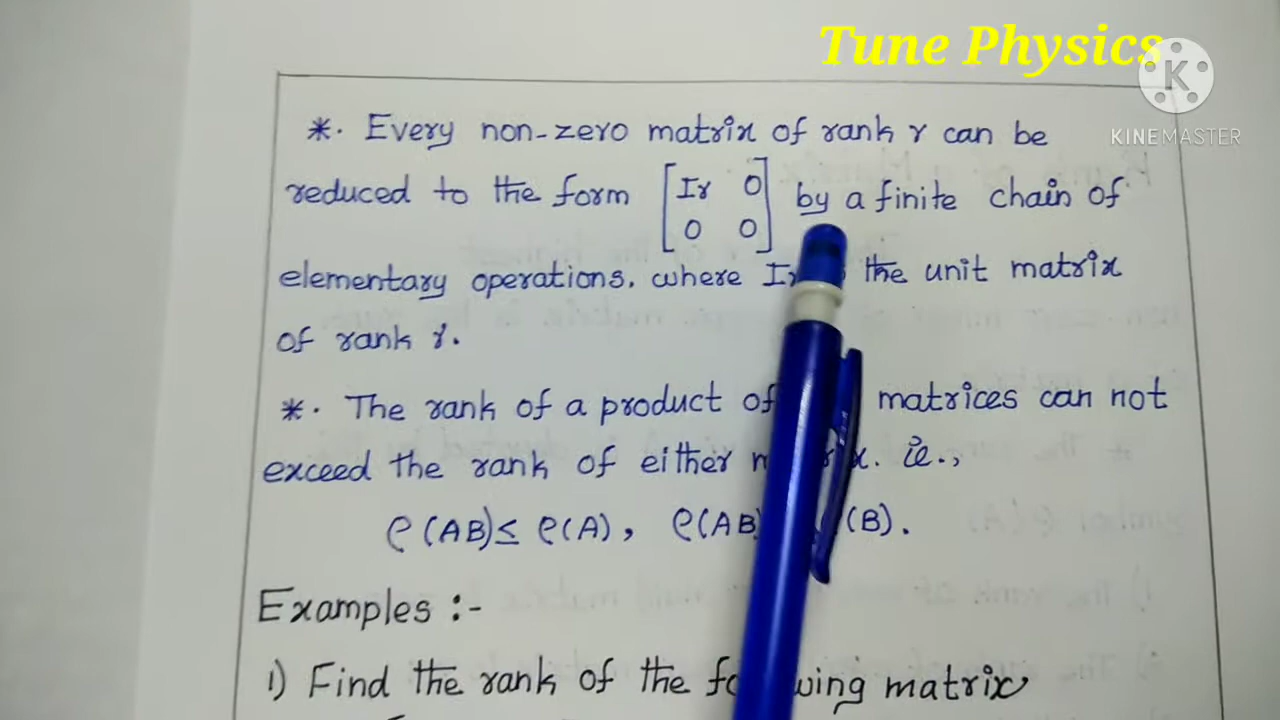 Tune Physics
KINEMASTER
*. Every non-zero matrix of rank r can be
reduced to the form [Ir 0 0 0] by a finite chain of
elementary operations, where Ir the unit matrix
of rank r.
*. The rank of a product of matrices can not
exceed the rank of either ie.,
ρ(AB) ≤ ρ(A), ρ(AB) (B).
Examples :-
1) Find the rank of the matrix